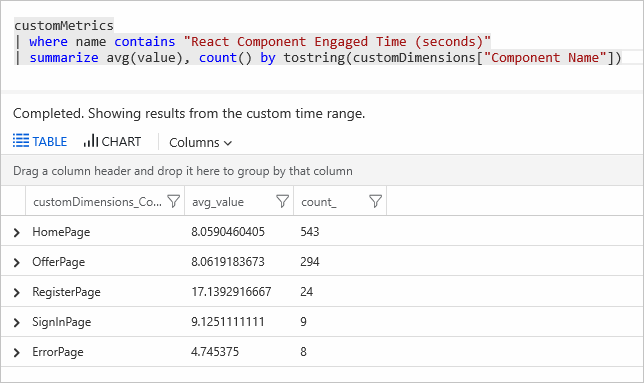 customMetrics
| where name contains "React Component Engaged Time (seconds)"
| summarize avg(value), count() by tostring(customDimensions["Component Name"])
Completed. Showing results from the custom time range.
TABLE CHART Columns
Drag a column header and drop it here to group by that column
customDimensions_Co... avg_value count_
HomePage 8.0590460405 543
OfferPage 8.0619183673 294
RegisterPage 17.1392916667 24
SignInPage 9.1251111111 9
ErrorPage 4.745375 8